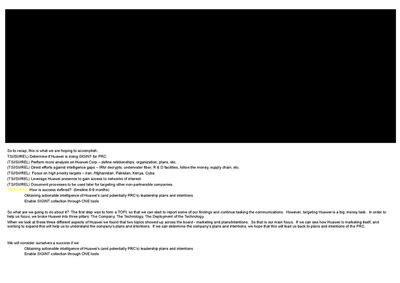 So to recap, this is what we are hoping to accomplish:
(TS//SI//REL) Determine if Huawei is doing SIGINT for PRC.
(TS//SI//REL) Perform more analysis on Huawei Corp – define relationships, organization, plans, etc.
(TS//SI//REL) Direct efforts against intelligence gaps – VRM decrypts, underwater fiber, R & D facilities, follow the money, supply chain, etc.
(TS//SI//REL) Focus on high priority targets – Iran, Afghanistan, Pakistan, Kenya, Cuba.
(TS//SI//REL) Leverage Huawei presence to gain access to networks of interest.
(TS//SI//REL) Document processes to be used later for targeting other non-partnerable companies.
How is success defined? (timeline 6-9 months)
Obtaining actionable intelligence of Huawei's (and potentially PRC's) leadership plans and intentions
Enable SIGINT collection through CNE tools
So what are we going to do about it? The first step was to form a TOPI, so that we can start to report some of our findings and continue tasking the communications. However, targeting Huawei is a big, money task. In order to
help us focus, we broke Huawei into three pillars: The Company, The Technology, The Deployment of the Technology.
When we look at these three different aspects of Huawei we found that two topics showed up across the board - marketing and plans/intentions. So that is our main focus. If we can see how Huawei is marketing itself, and
working to expand this will help us to understand the company's plans and intentions. If we can determine the company's plans and intentions, we hope that this will lead us back to plans and intentions of the PRC.
We will consider ourselves a success if we:
Obtaining actionable intelligence of Huawei's (and potentially PRC's) leadership plans and intentions
Enable SIGINT collection through CNE tools